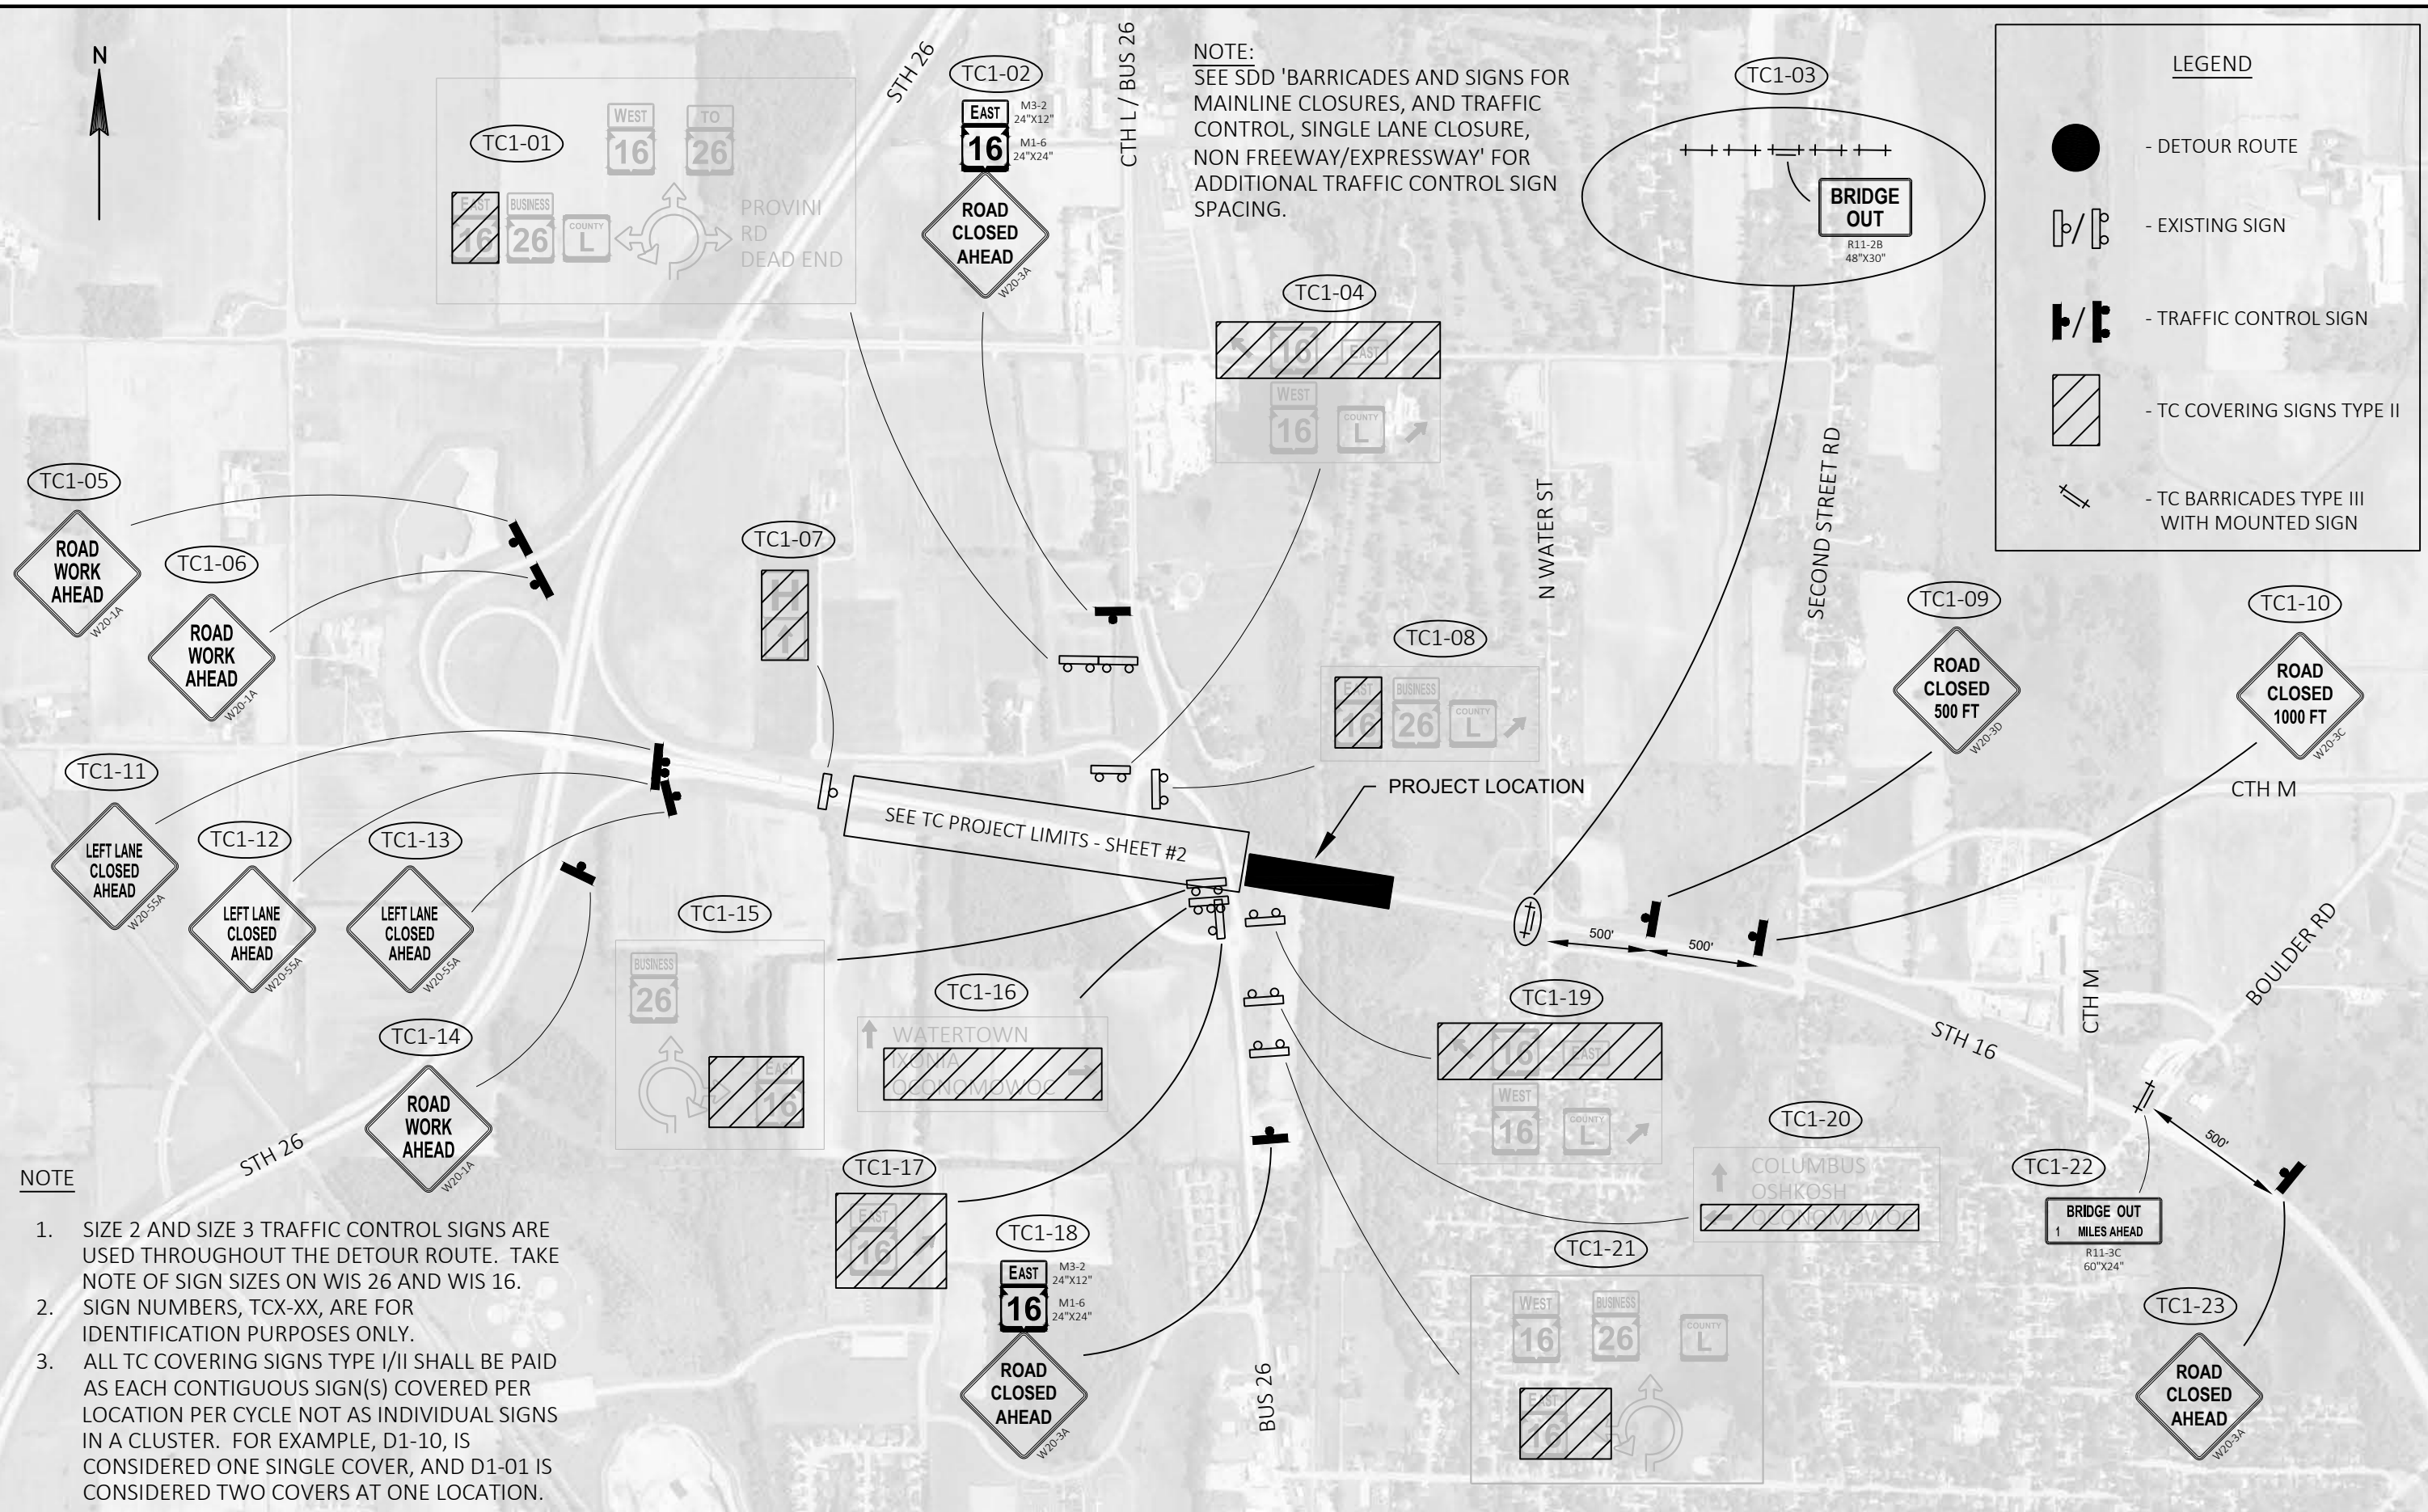 N
STH 26
CTH L / BUS 26
NOTE:
SEE SDD 'BARRICADES AND SIGNS FOR
MAINLINE CLOSURES, AND TRAFFIC
CONTROL, SINGLE LANE CLOSURE,
NON FREEWAY/EXPRESSWAY' FOR
ADDITIONAL TRAFFIC CONTROL SIGN
SPACING.
LEGEND
- DETOUR ROUTE
- EXISTING SIGN
- TRAFFIC CONTROL SIGN
- TC COVERING SIGNS TYPE II
- TC BARRICADES TYPE III
WITH MOUNTED SIGN
TC1-01
WEST
16
TO
26
EAST
16
BUSINESS
26
COUNTY
L
PROVINI
RD
DEAD END
TC1-02
EAST
M3-2
24"X12"
16
M1-6
24"X24"
ROAD
CLOSED
AHEAD
W20-3A
TC1-03
BRIDGE
OUT
R11-2B
48"X30"
TC1-04
16
EAST
WEST
16
COUNTY
L
TC1-05
ROAD
WORK
AHEAD
W20-1A
TC1-06
ROAD
WORK
AHEAD
W20-1A
TC1-07
H
TC1-08
EAST
16
BUSINESS
26
COUNTY
L
N WATER ST
SECOND STREET RD
TC1-09
ROAD
CLOSED
500 FT
W20-3D
TC1-10
ROAD
CLOSED
1000 FT
W20-3C
CTH M
PROJECT LOCATION
SEE TC PROJECT LIMITS - SHEET #2
TC1-11
LEFT LANE
CLOSED
AHEAD
W20-55A
TC1-12
LEFT LANE
CLOSED
AHEAD
W20-55A
TC1-13
LEFT LANE
CLOSED
AHEAD
W20-55A
TC1-14
ROAD
WORK
AHEAD
W20-1A
STH 26
TC1-15
BUSINESS
26
EAST
16
TC1-16
WATERTOWN
IXONIA
OCONOMOWOC
500'
500'
CTH M
BOULDER RD
STH 16
TC1-17
EAST
16
TC1-18
EAST
M3-2
24"X12"
16
M1-6
24"X24"
ROAD
CLOSED
AHEAD
W20-3A
BUS 26
TC1-19
16
EAST
WEST
16
COUNTY
L
TC1-20
COLUMBUS
OSHKOSH
OCONOMOWOC
TC1-21
WEST
16
BUSINESS
26
COUNTY
L
EAST
16
TC1-22
BRIDGE OUT
1 MILES AHEAD
R11-3C
60"X24"
500'
TC1-23
ROAD
CLOSED
AHEAD
W20-3A
NOTE
1. SIZE 2 AND SIZE 3 TRAFFIC CONTROL SIGNS ARE
USED THROUGHOUT THE DETOUR ROUTE. TAKE
NOTE OF SIGN SIZES ON WIS 26 AND WIS 16.
2. SIGN NUMBERS, TCX-XX, ARE FOR
IDENTIFICATION PURPOSES ONLY.
3. ALL TC COVERING SIGNS TYPE I/II SHALL BE PAID
AS EACH CONTIGUOUS SIGN(S) COVERED PER
LOCATION PER CYCLE NOT AS INDIVIDUAL SIGNS
IN A CLUSTER. FOR EXAMPLE, D1-10, IS
CONSIDERED ONE SINGLE COVER, AND D1-01 IS
CONSIDERED TWO COVERS AT ONE LOCATION.